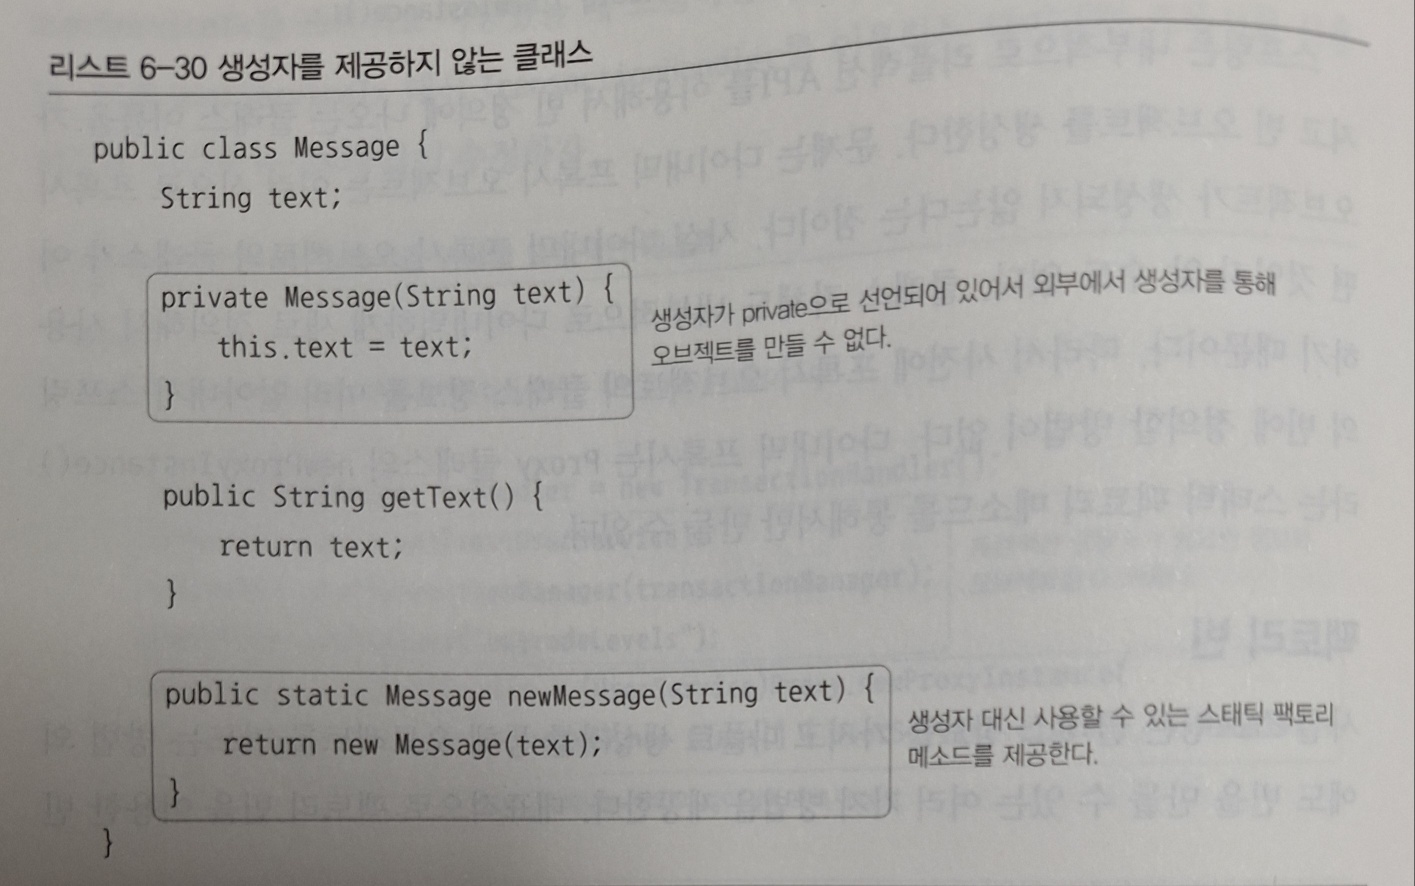 리스트 6–30 생성자를 제공하지 않는 클래스
public class Message {
String text;
private Message(String text) {
this.text = text;
}
생성자가 private으로 선언되어 있어서 외부에서 생성자를 통해
오브젝트를 만들 수 없다.
public String getText() {
return text;
}
public static Message newMessage(String text) {
return new Message(text);
}
생성자 대신 사용할 수 있는 스태틱 팩토리
메소드를 제공한다.
}